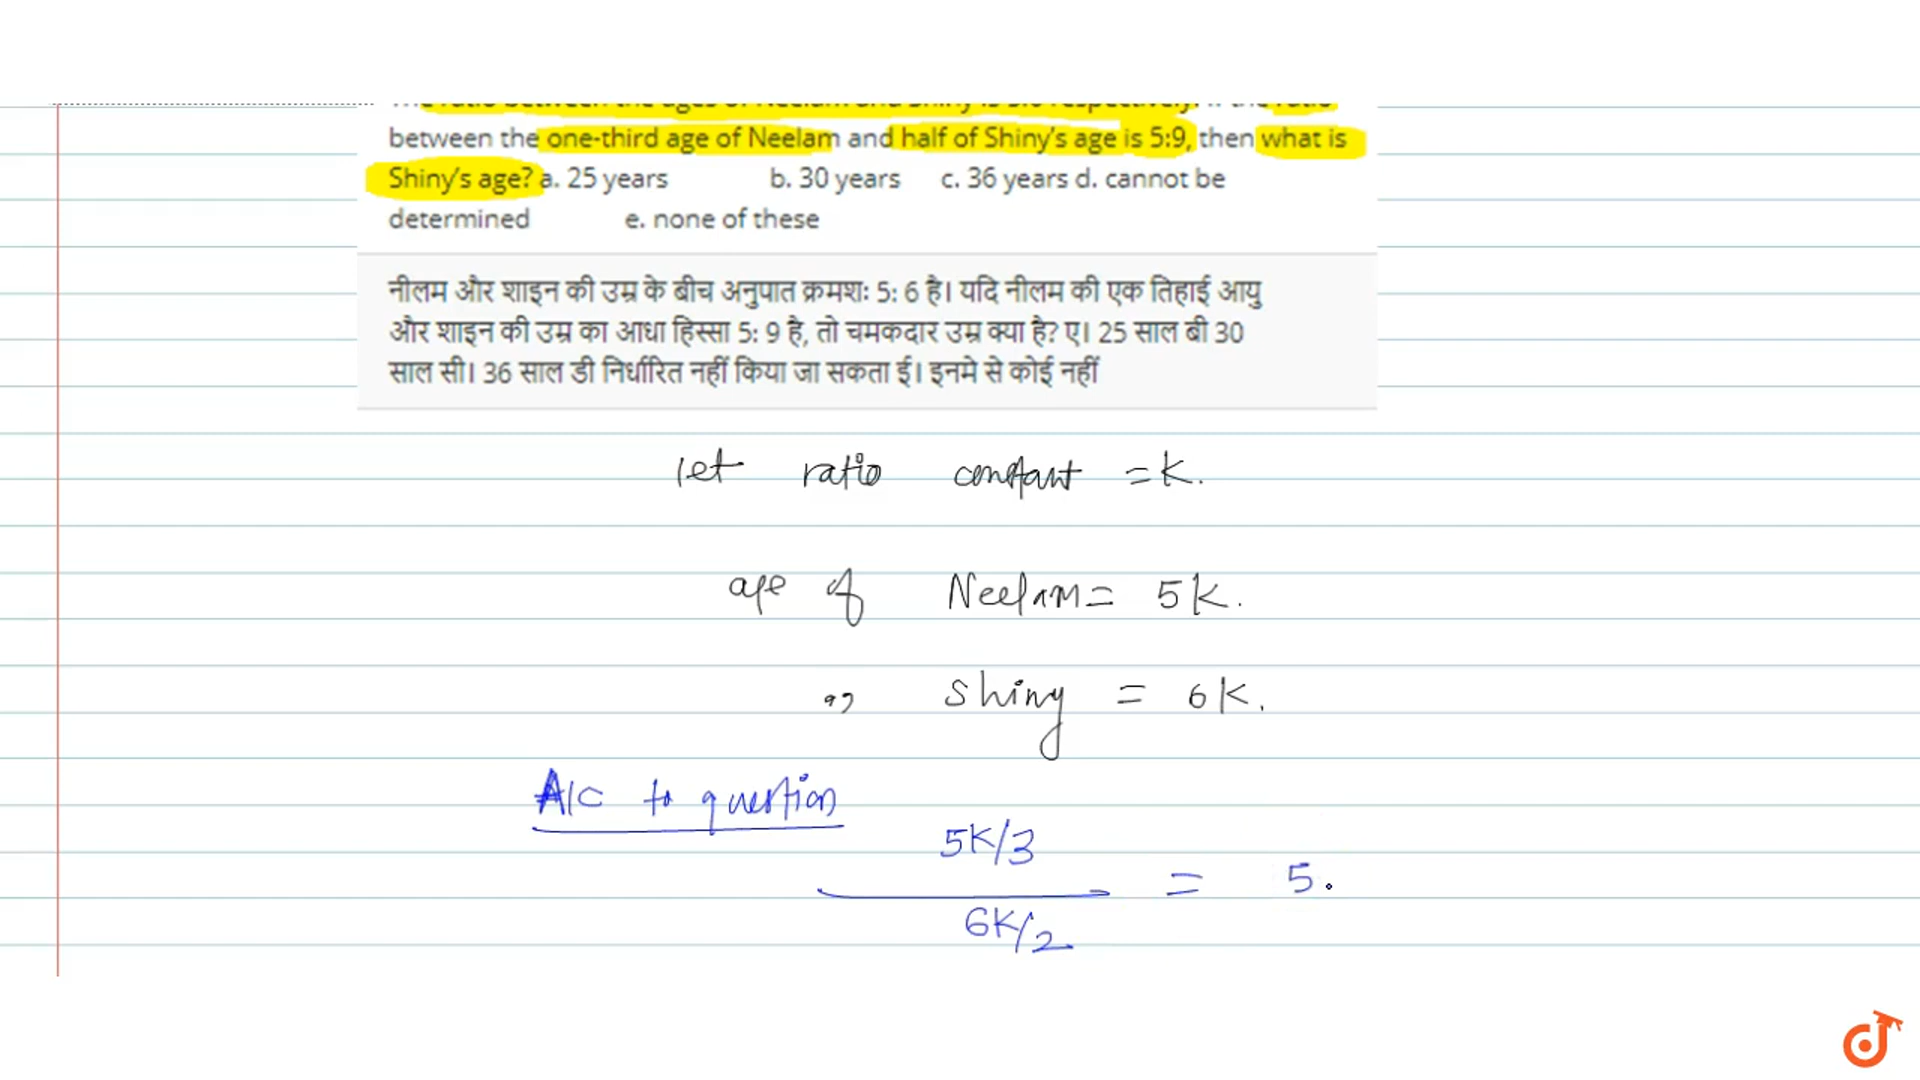 between the one-third age of Neelam and half of Shiny's age is 5:9, then what is
Shiny's age? a. 25 years b. 30 years c. 36 years d. cannot be
determined e. none of these
नीलम और शाइन की उम्र के बीच अनुपात क्रमशः 5: 6 है। यदि नीलम की एक तिहाई आयु
और शाइन की उम्र का आधा हिस्सा 5: 9 है, तो चमकदार उम्र क्या है? ए। 25 साल बी 30
साल सी। 36 साल डी निर्धारित नहीं किया जा सकता ई। इनमे से कोई नहीं
let ratio constant = K.
age of Neelam = 5K.
,, Shiny = 6K.
A/C to question
5K/3
= 5.
6K/2